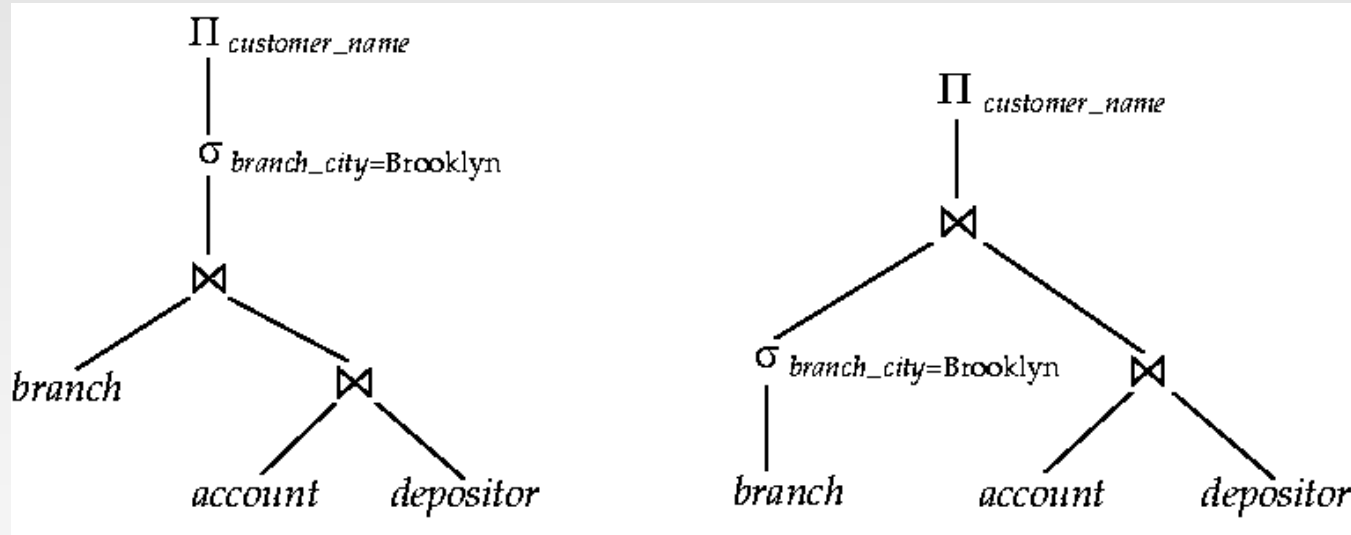 Π customer_name
σ branch_city=Brooklyn
⋈
branch
⋈
account depositor
Π customer_name
⋈
σ branch_city=Brooklyn
⋈
branch account depositor